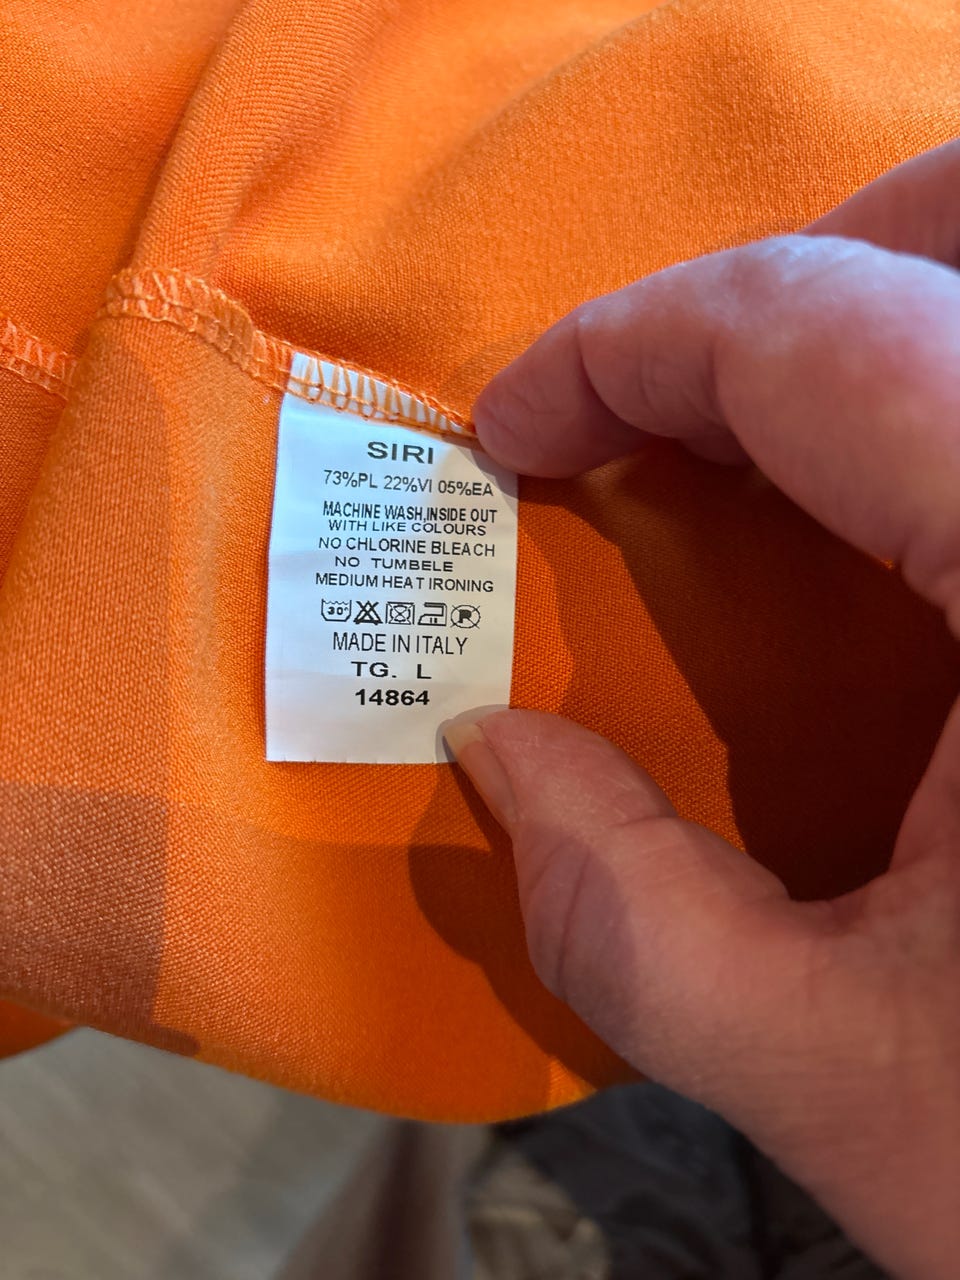 SIRI
73%PL 22%VI 05%EA
MACHINE WASH,INSIDE OUT
WITH LIKE COLOURS
NO CHLORINE BLEACH
NO TUMBELE
MEDIUM HEAT IRONING
30° P
MADE IN ITALY
TG. L
14864